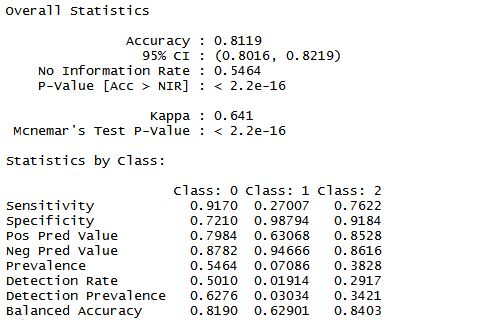 Overall Statistics
Accuracy : 0.8119
95% CI : (0.8016, 0.8219)
No Information Rate : 0.5464
P-Value [Acc > NIR] : < 2.2e-16
Kappa : 0.641
Mcnemar's Test P-Value : < 2.2e-16
Statistics by Class:
Class: 0 Class: 1 Class: 2
Sensitivity 0.9170 0.27007 0.7622
Specificity 0.7210 0.98794 0.9184
Pos Pred Value 0.7984 0.63068 0.8528
Neg Pred Value 0.8782 0.94666 0.8616
Prevalence 0.5464 0.07086 0.3828
Detection Rate 0.5010 0.01914 0.2917
Detection Prevalence 0.6276 0.03034 0.3421
Balanced Accuracy 0.8190 0.62901 0.8403